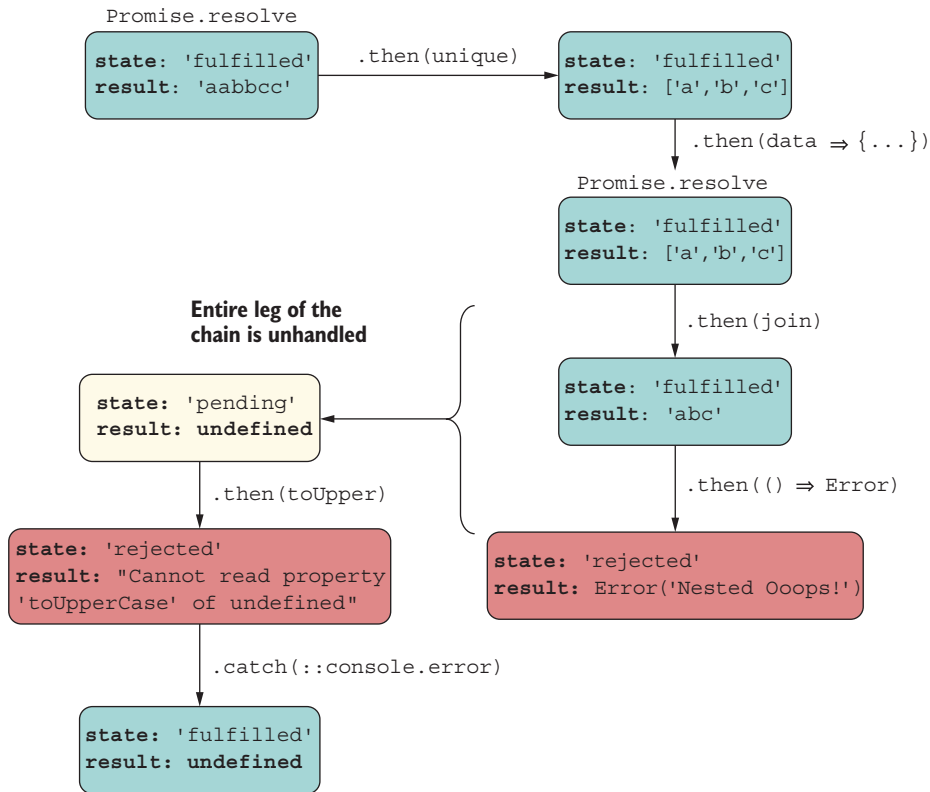 Promise.resolve
state: 'fulfilled'
result: 'aabbcc'
.then(unique)
state: 'fulfilled'
result: ['a','b','c']
.then(data ⇒ {...})
Promise.resolve
state: 'fulfilled'
result: ['a','b','c']
.then(join)
Entire leg of the
chain is unhandled
state: 'fulfilled'
result: 'abc'
state: 'pending'
result: undefined
.then(() ⇒ Error)
.then(toUpper)
state: 'rejected'
result: Error('Nested Ooops!')
state: 'rejected'
result: "Cannot read property
'toUpperCase' of undefined"
.catch(::console.error)
state: 'fulfilled'
result: undefined